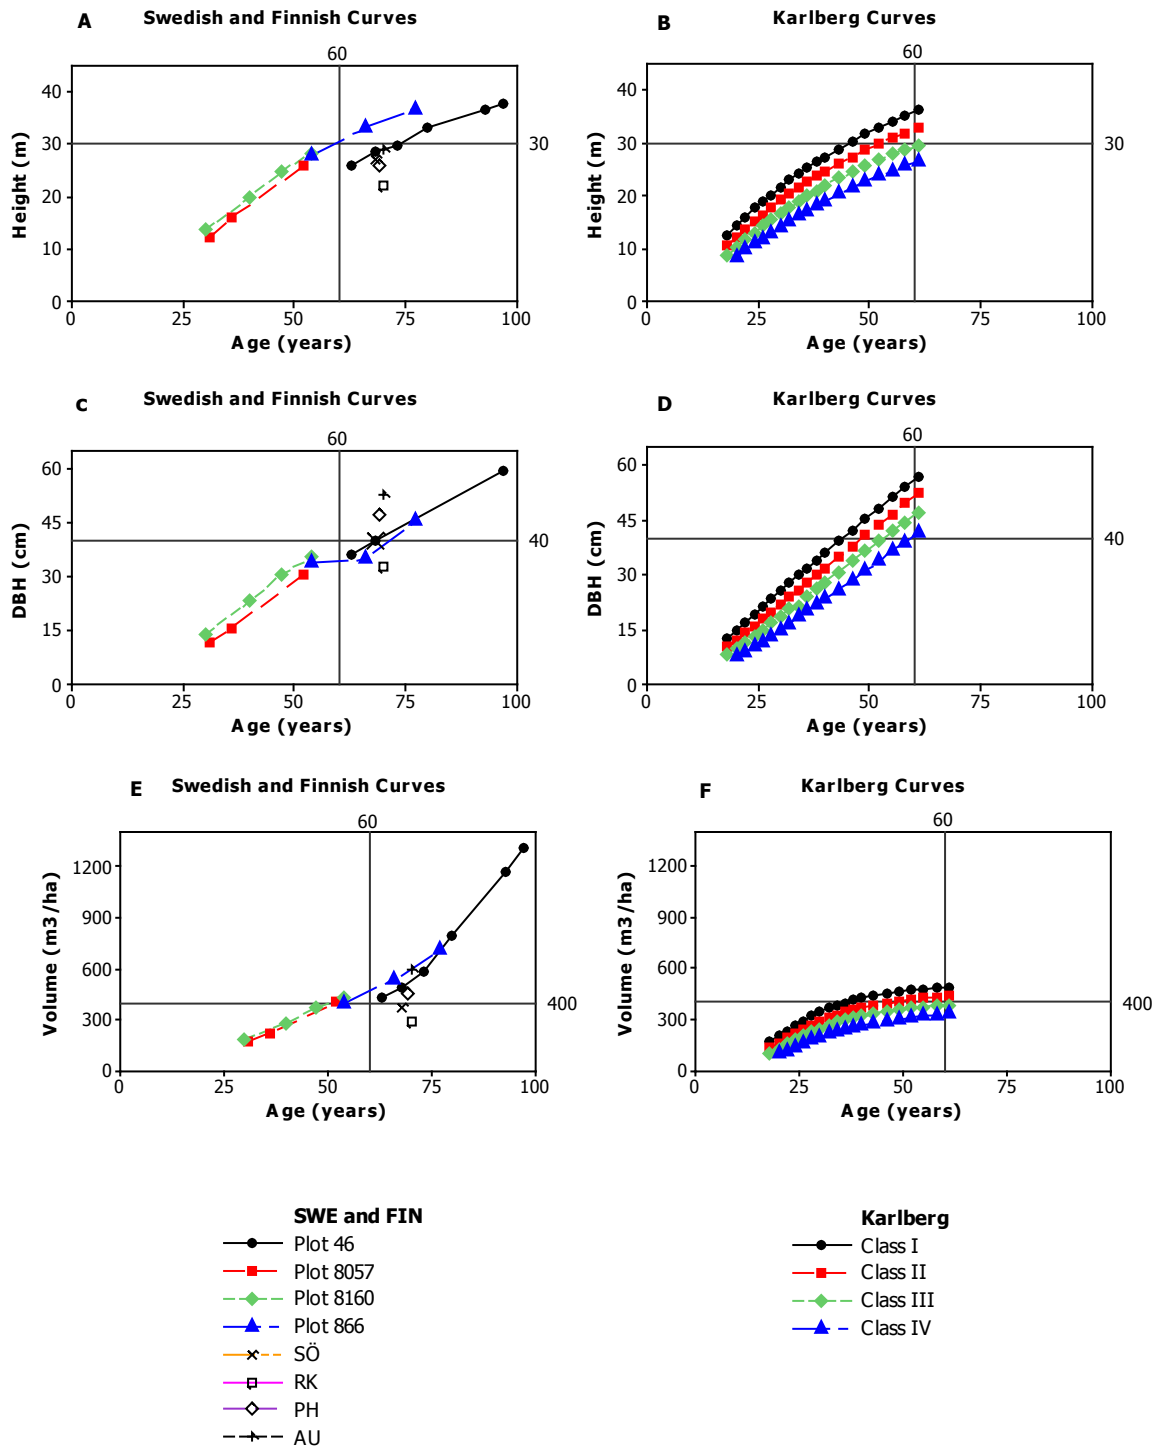 A Swedish and Finnish Curves
60
40
30
20
10
0
30
Height (m)
0 25 50 75 100
Age (years)
B Karlberg Curves
60
40
30
20
10
0
30
Height (m)
0 25 50 75 100
Age (years)
C Swedish and Finnish Curves
60
60
45
30
15
0
40
DBH (cm)
0 25 50 75 100
Age (years)
D Karlberg Curves
60
60
45
30
15
0
40
DBH (cm)
0 25 50 75 100
Age (years)
E Swedish and Finnish Curves
60
1200
900
600
300
0
400
Volume (m3/ha)
0 25 50 75 100
Age (years)
F Karlberg Curves
60
1200
900
600
300
0
400
Volume (m3/ha)
0 25 50 75 100
Age (years)
SWE and FIN
Plot 46
Plot 8057
Plot 8160
Plot 866
SÖ
RK
PH
AU
Karlberg
Class I
Class II
Class III
Class IV